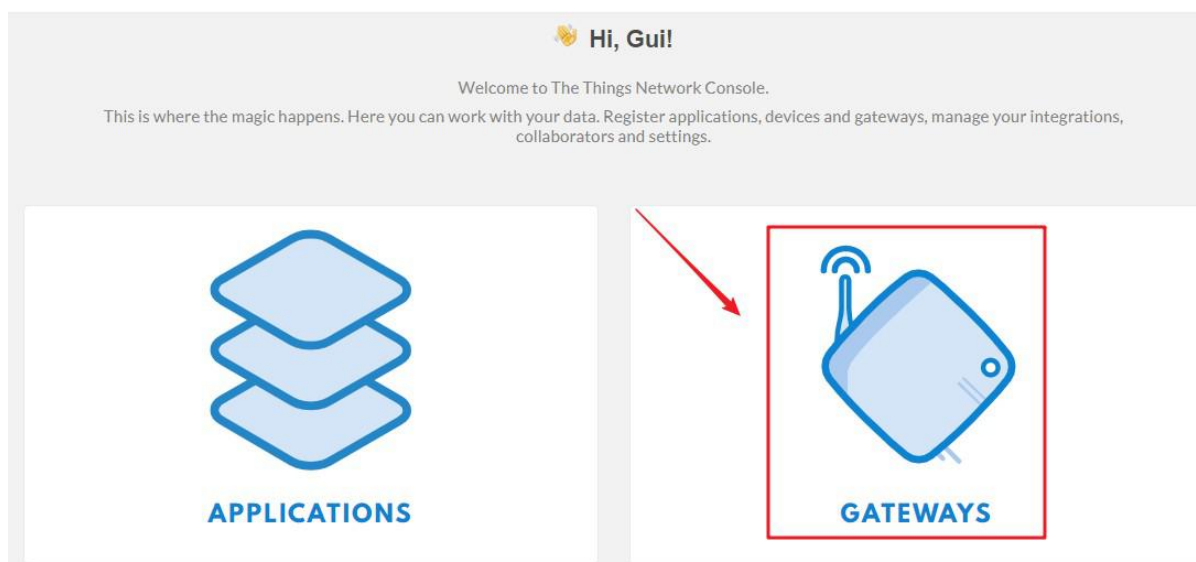 Hi, Gui!
Welcome to The Things Network Console.
This is where the magic happens. Here you can work with your data. Register applications, devices and gateways, manage your integrations,
collaborators and settings.
APPLICATIONS
GATEWAYS